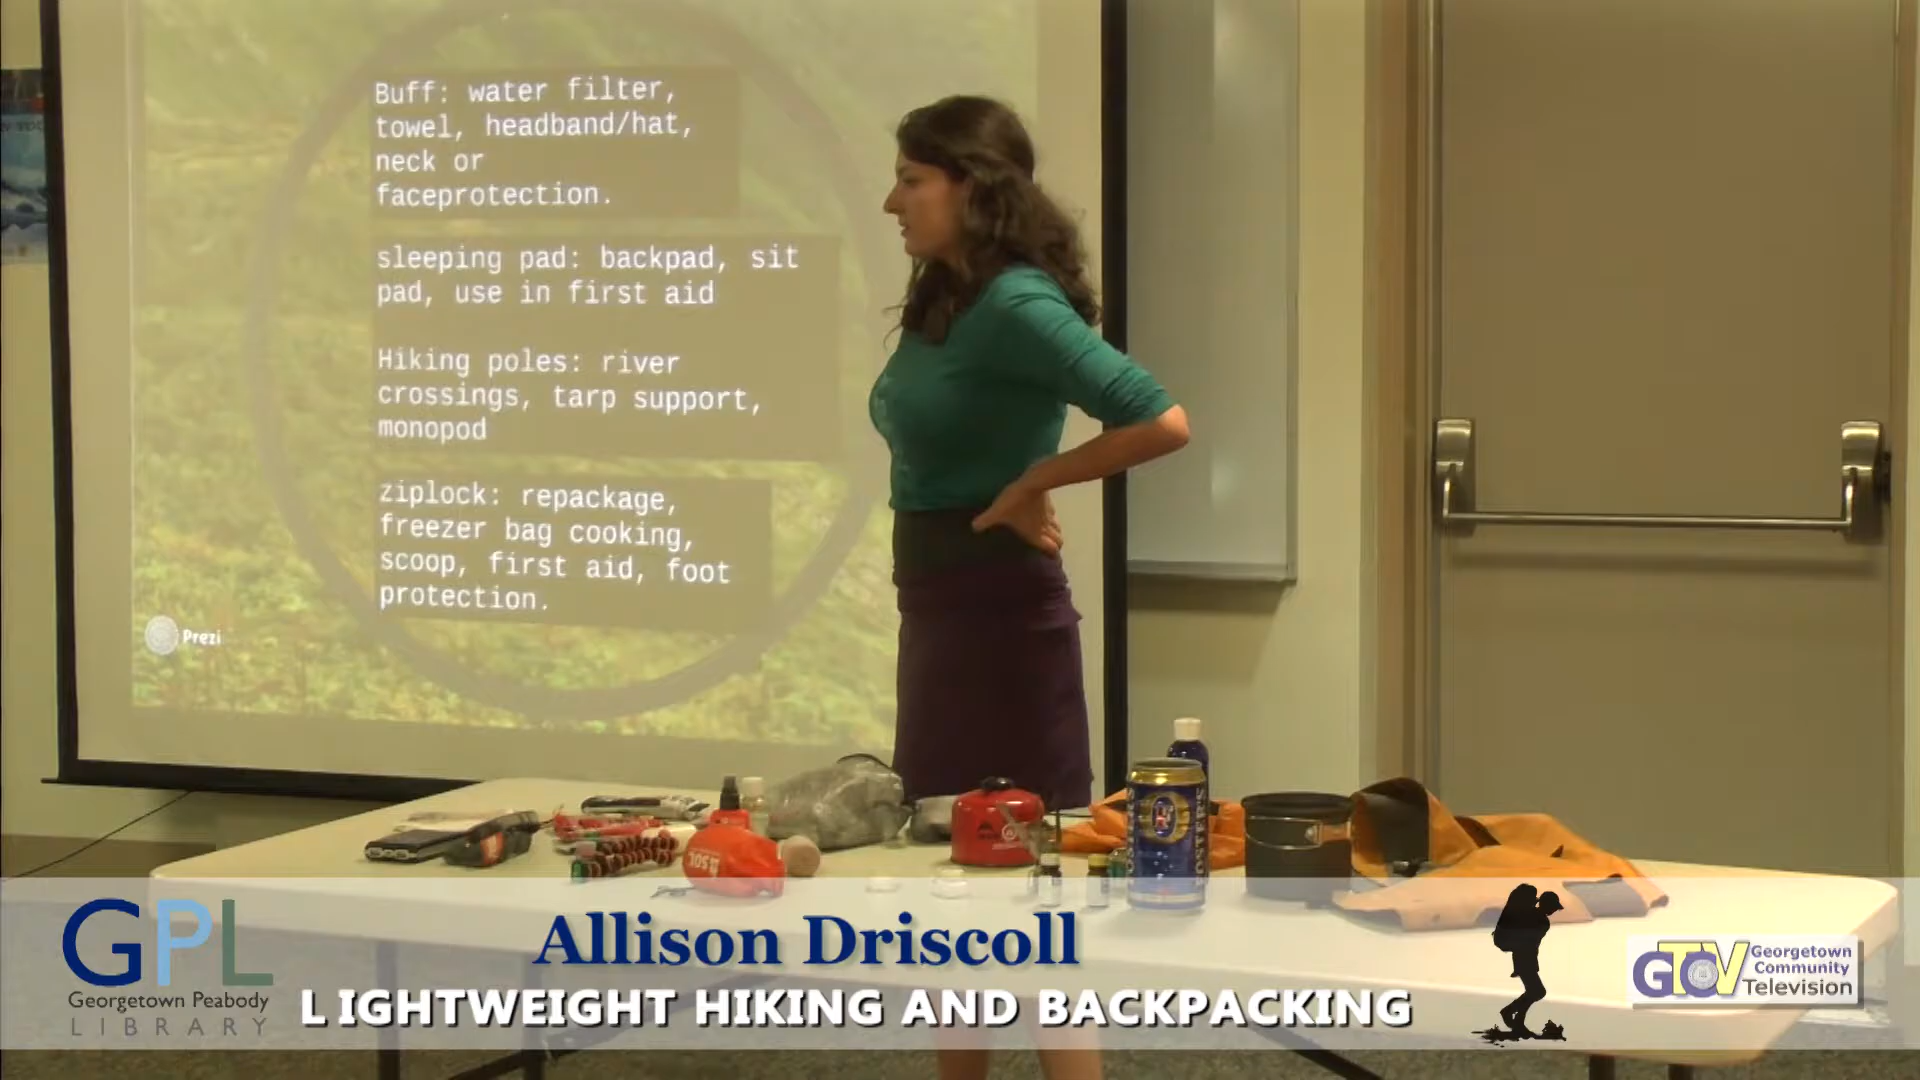 Buff: water filter,
towel, headband/hat,
neck or
faceprotection.
sleeping pad: backpad, sit
pad, use in first aid
Hiking poles: river
crossings, tarp support,
monopod
ziplock: repackage,
freezer bag cooking,
scoop, first aid, foot
protection.
Prezi
SOL
FOSTER'S
GPL
Georgetown Peabody
LIBRARY
Allison Driscoll
LIGHTWEIGHT HIKING AND BACKPACKING
GCTV
Georgetown
Community
Television